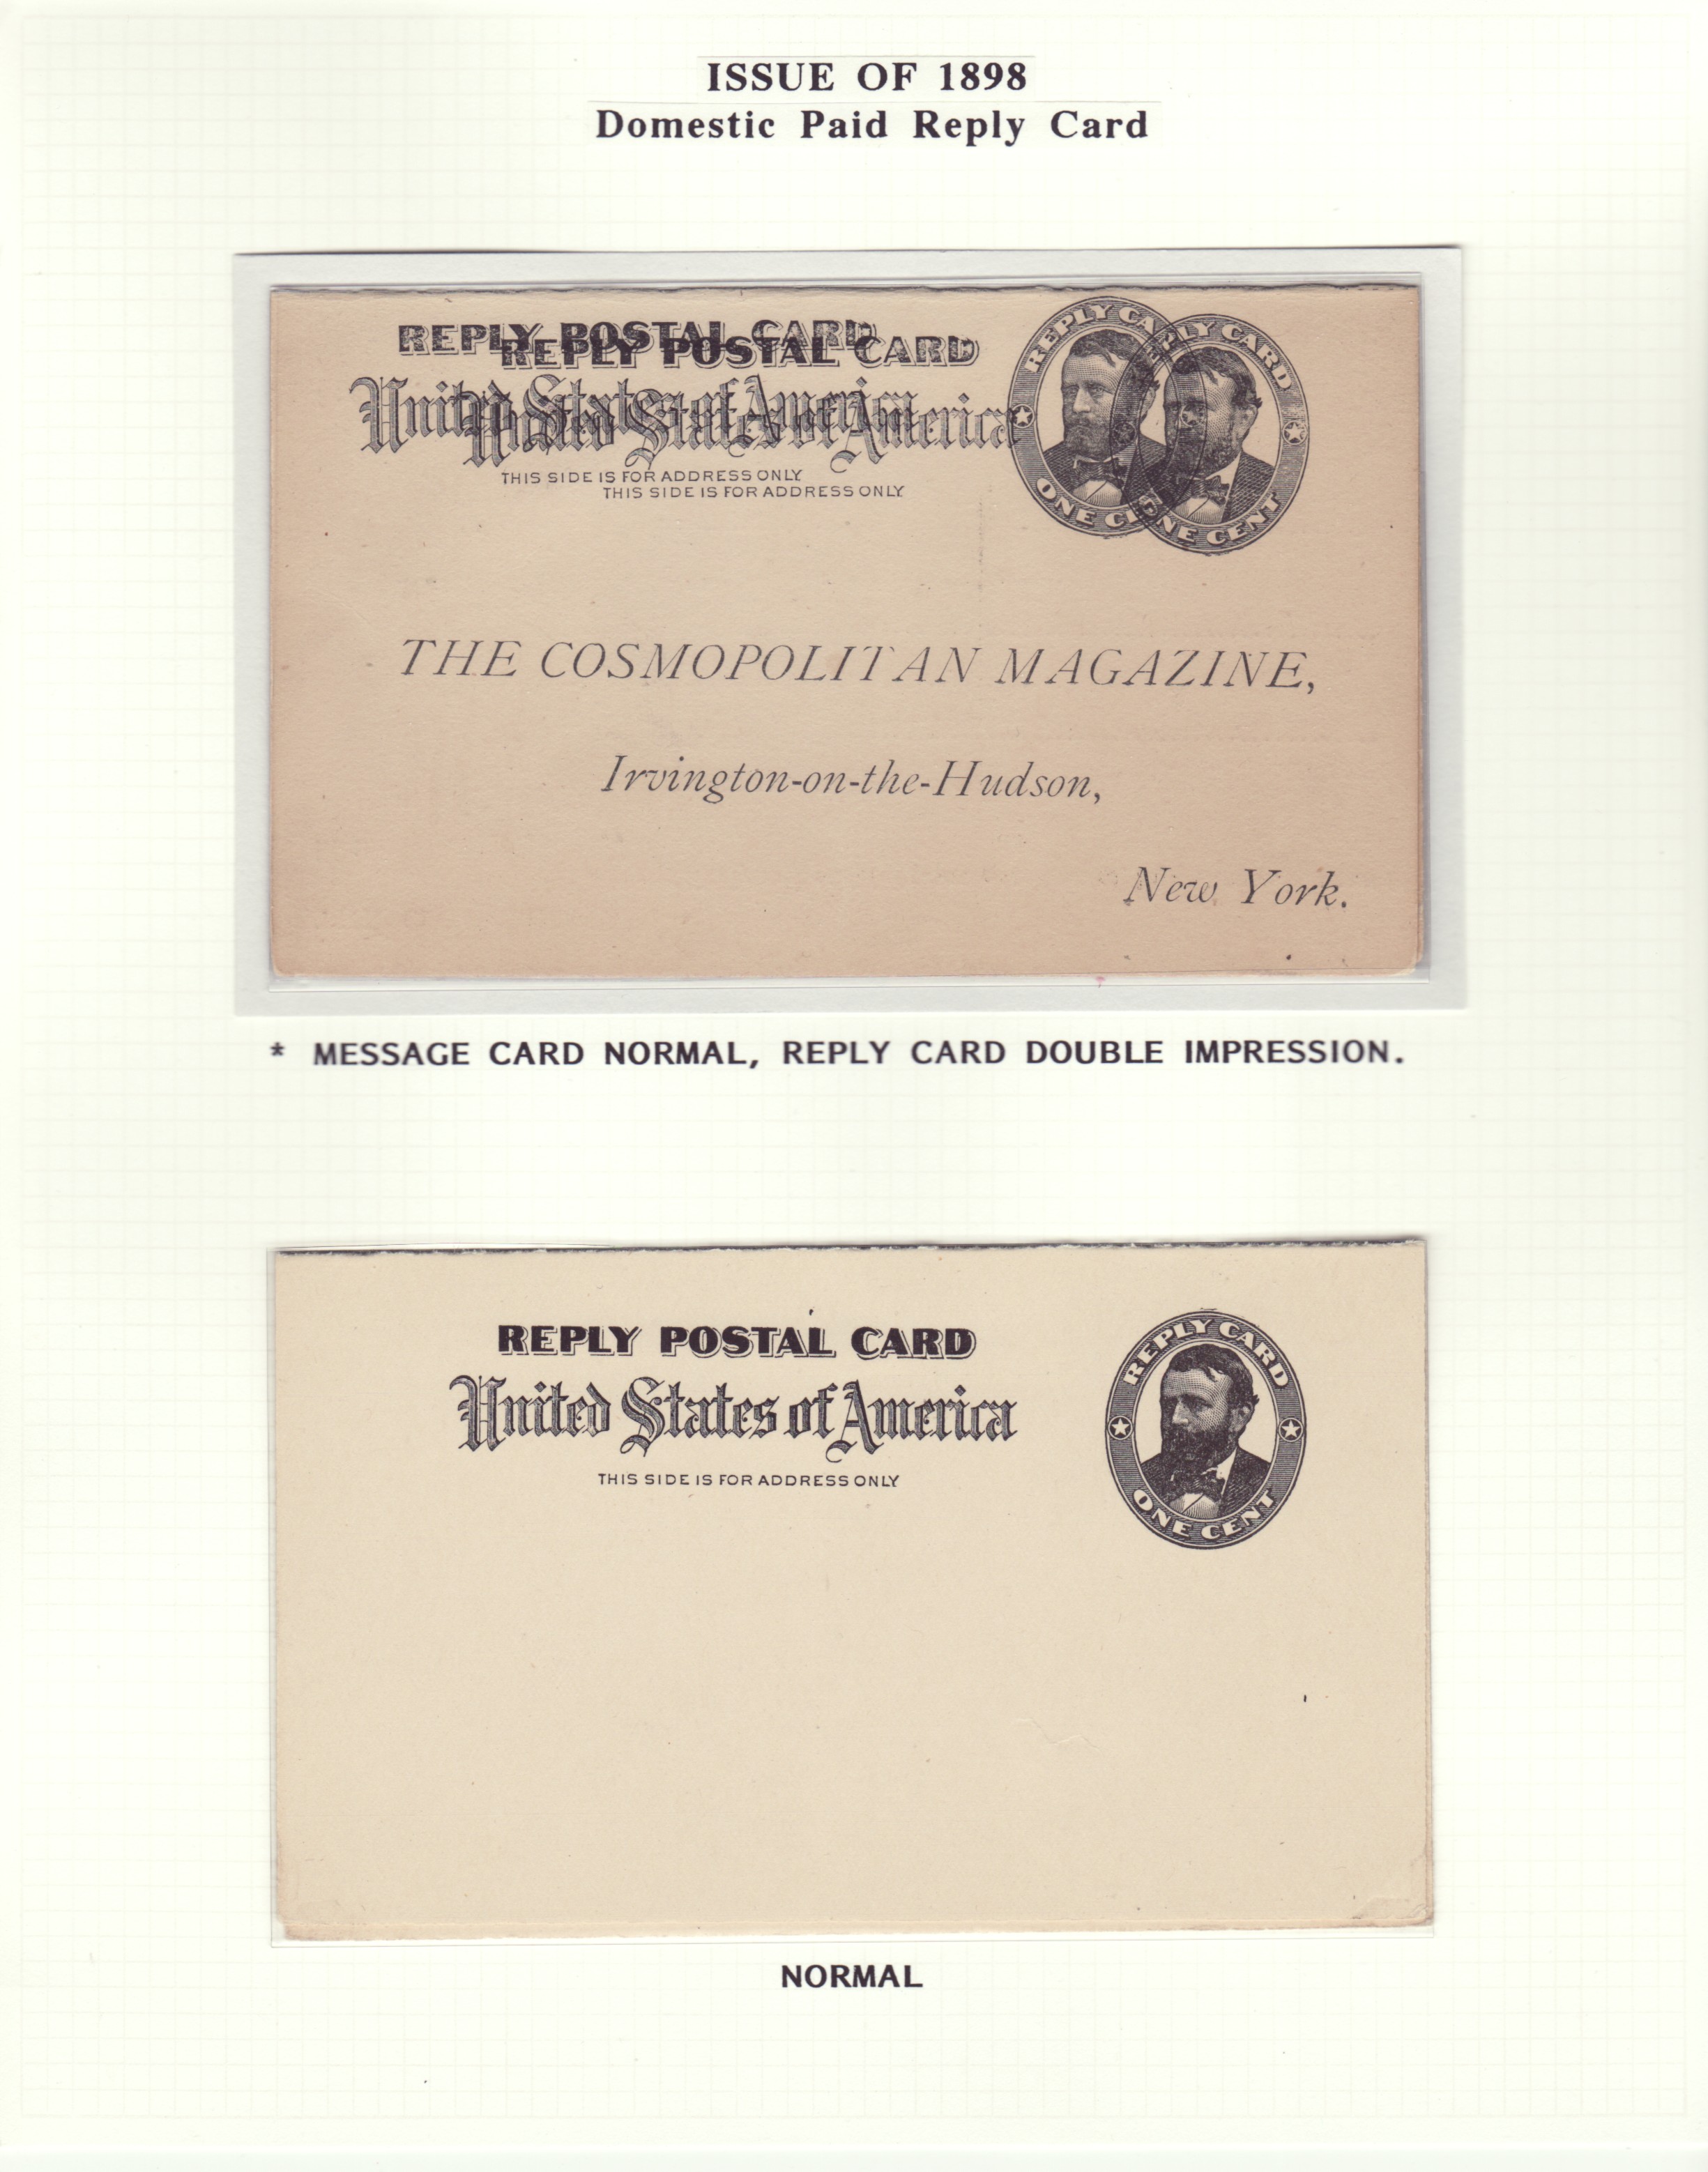 ISSUE OF 1898
Domestic Paid Reply Card
REPLY POSTAL CARD
REPLY POSTAL CARD
United States of America
United States of America
THIS SIDE IS FOR ADDRESS ONLY
THIS SIDE IS FOR ADDRESS ONLY
REPLY CA
ONE CE
REPLY CARD
ONE CENT
THE COSMOPOLITAN MAGAZINE,
Irvington-on-the-Hudson,
New York.
* MESSAGE CARD NORMAL, REPLY CARD DOUBLE IMPRESSION.
REPLY POSTAL CARD
United States of America
THIS SIDE IS FOR ADDRESS ONLY
REPLY CARD
ONE CENT
NORMAL